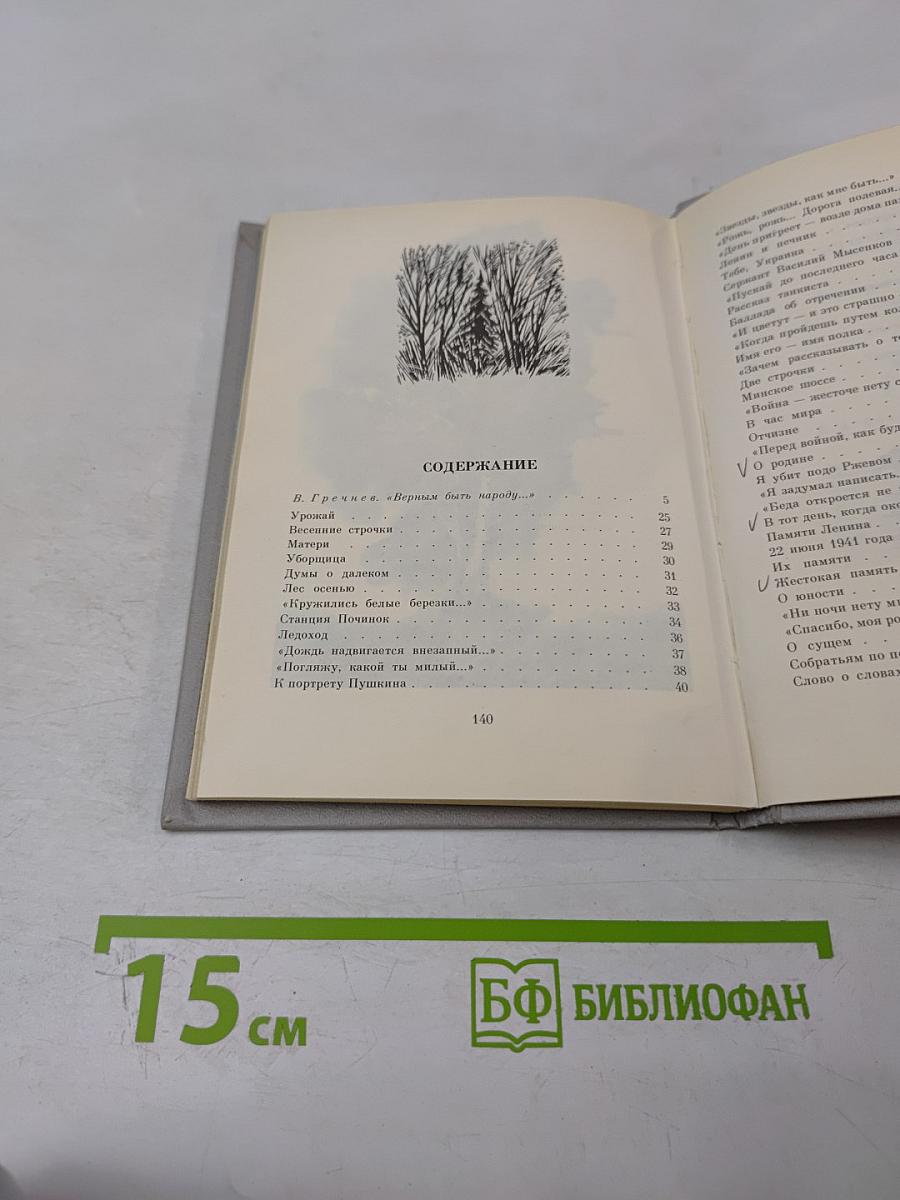 СОДЕРЖАНИЕ
В. Гречнев. «Верным быть народу...» . . . . . . 5
Урожай . . . . . . . . . . . . . . 25
Весенние строчки . . . . . . . . . . . 27
Матери . . . . . . . . . . . . . . 29
Уборщица . . . . . . . . . . . . . 30
Думы о далеком . . . . . . . . . . . 31
Лес осенью . . . . . . . . . . . . . 32
«Кружились белые березки...» . . . . . . . . 33
Станция Починок . . . . . . . . . . . 34
Ледоход . . . . . . . . . . . . . . 36
«Дождь надвигается внезапный...» . . . . . . . 37
«Погляжу, какой ты милый...» . . . . . . . . 38
К портрету Пушкина . . . . . . . . . . . 40
140
«Звезды, звезды, как мне быть...»
«Рожь, рожь... Дорога полевая...
«День пригреет — возле дома
Ленин и печник . . . .
Тебе, Украина . . . .
Сержант Василий Мысенков
«Пускай до последнего часа
Рассказ танкиста . . . .
Баллада об отречении . .
«И цветут — и это страшно
«Когда пройдешь путем
Имя его — имя полка .
«Зачем рассказывать о
Две строчки . . . .
Минское шоссе . . .
«Война — жесточе нету
В час мира . . . .
Отчизне . . . .
«Перед войной, как
О родине . . . .
Я убит подо Ржевом .
«Я задумал написать.
«Беда откроется не
В тот день, когда
Памяти Ленина .
22 июня 1941 года
Их памяти . . .
Жестокая память
О юности . . .
«Ни ночи нету
«Спасибо, моя
О сущем . . .
Собратьям по
Слово о словах
15 см
БФ БИБЛИОФАН